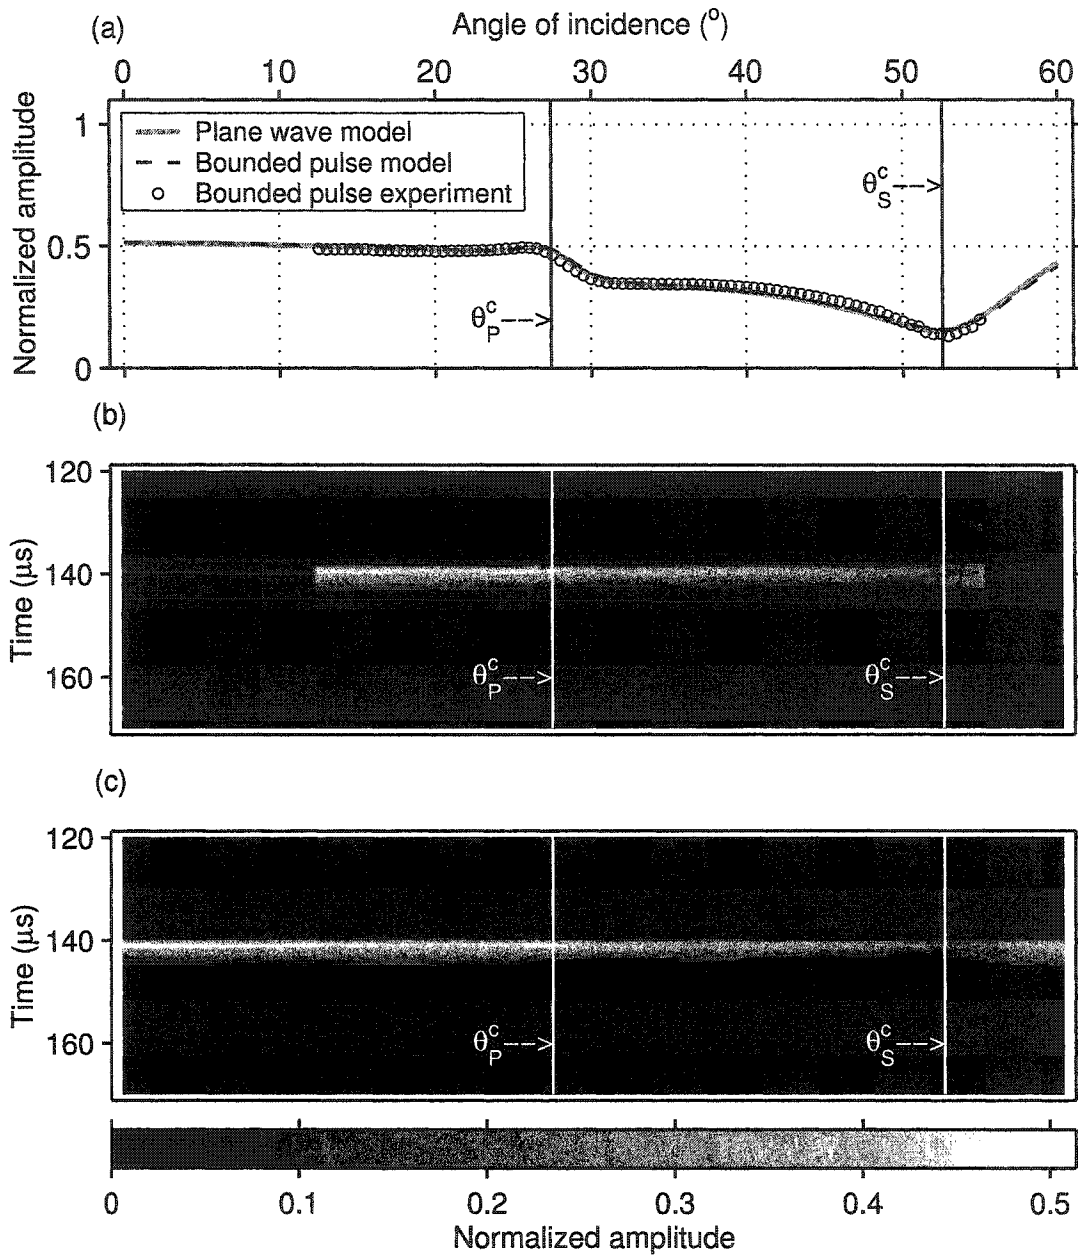 (a)
Angle of incidence (°)
0 10 20 30 40 50 60
Normalized amplitude
1
0.5
0
Plane wave model
Bounded pulse model
Bounded pulse experiment
θ_P^c-->
θ_S^c-->
(b)
Time (μs)
120
140
160
θ_P^c-->
θ_S^c-->
(c)
Time (μs)
120
140
160
θ_P^c-->
θ_S^c-->
0 0.1 0.2 0.3 0.4 0.5
Normalized amplitude